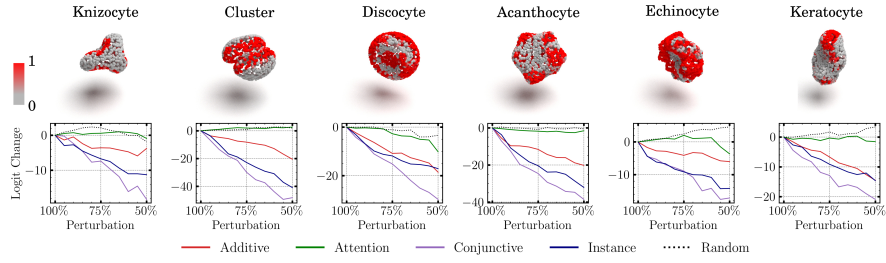 Knizocyte Cluster Discocyte Acanthocyte Echinocyte Keratocyte
1
0
Logit Change
0
−10
100% 75% 50%
Perturbation
0
−20
−40
100% 75% 50%
Perturbation
0
−20
100% 75% 50%
Perturbation
0
−20
−40
100% 75% 50%
Perturbation
0
−10
100% 75% 50%
Perturbation
0
−10
−20
100% 75% 50%
Perturbation
Additive Attention Conjunctive Instance Random